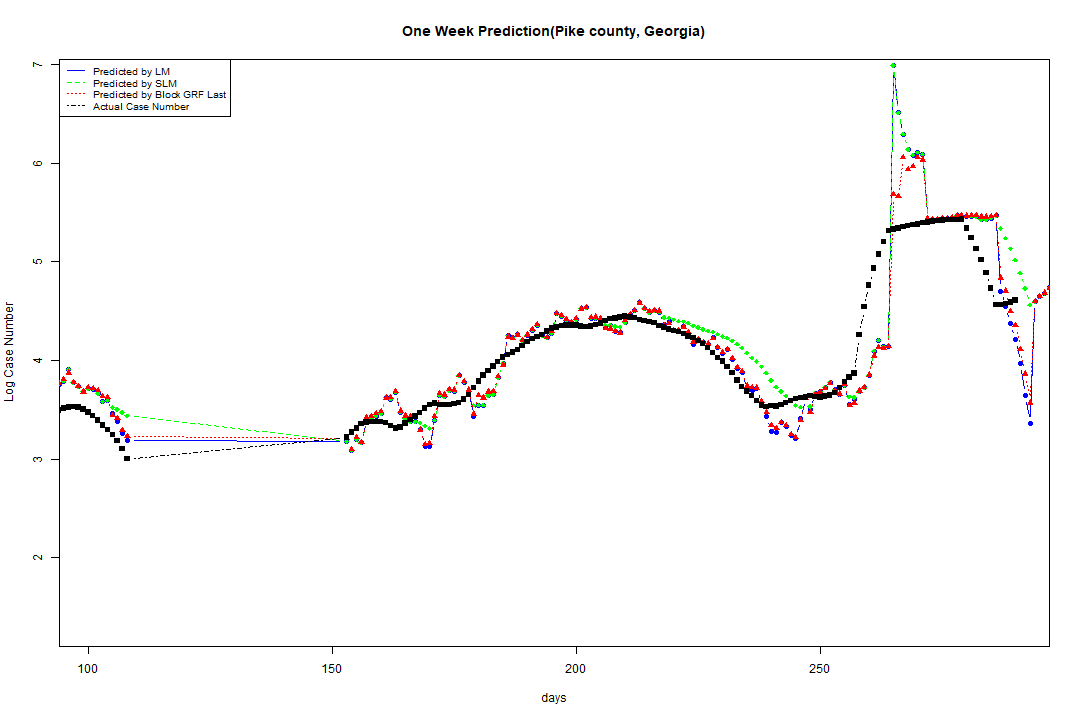 One Week Prediction(Pike county, Georgia)
Predicted by LM
Predicted by SLM
Predicted by Block GRF Last
Actual Case Number
7
6
5
4
3
2
Log Case Number
100 150 200 250
days